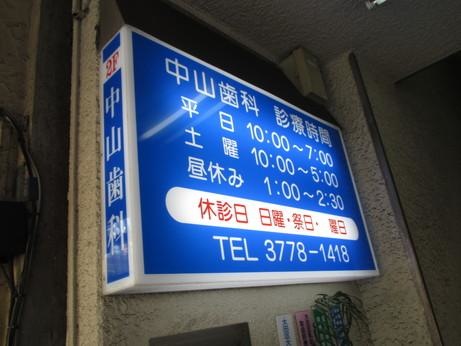 2F 中山歯科
中山歯科 診療時間
平日 10:00~7:00
土曜 10:00~5:00
昼休み 1:00~2:30
休診日 日曜・祭日・ 曜日
TEL 3778-1418